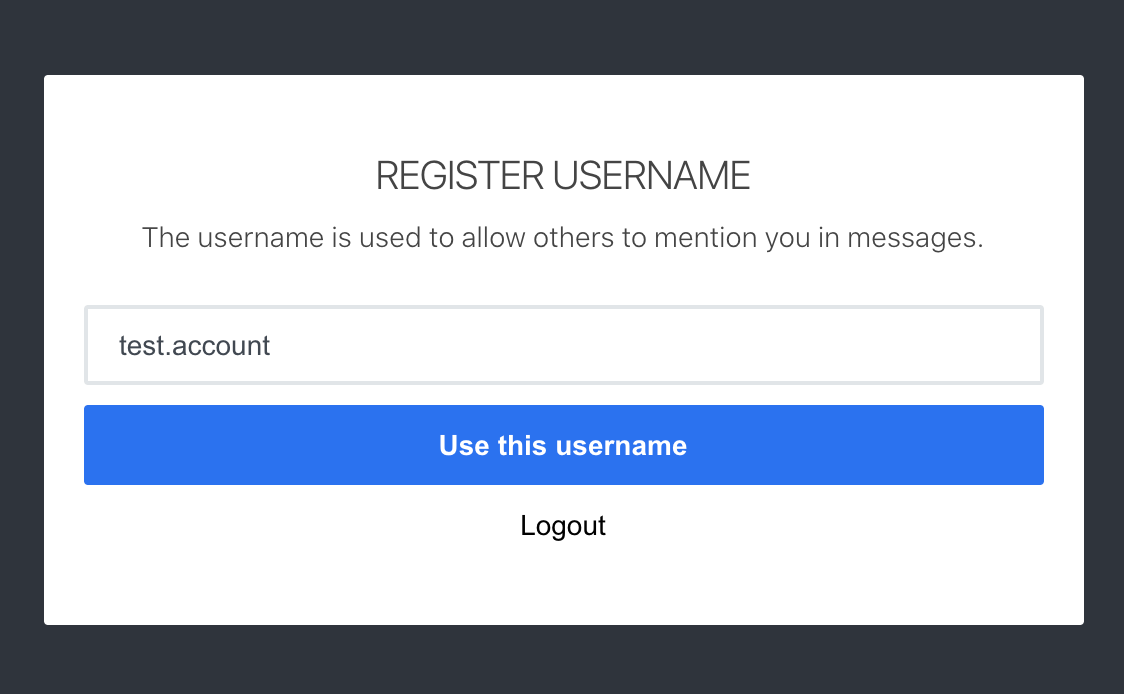 REGISTER USERNAME
The username is used to allow others to mention you in messages.
test.account
Use this username
Logout